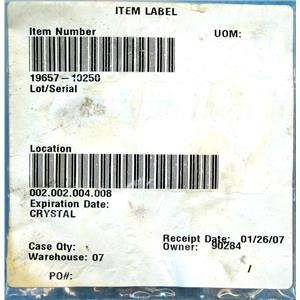 ITEM LABEL
Item Number UOM:
19657-10250
Lot/Serial
Location
002.002.004.008
Expiration Date:
CRYSTAL
Case Qty: Receipt Date: 01/26/07
Warehouse: 07 Owner: 90284
PO#: /